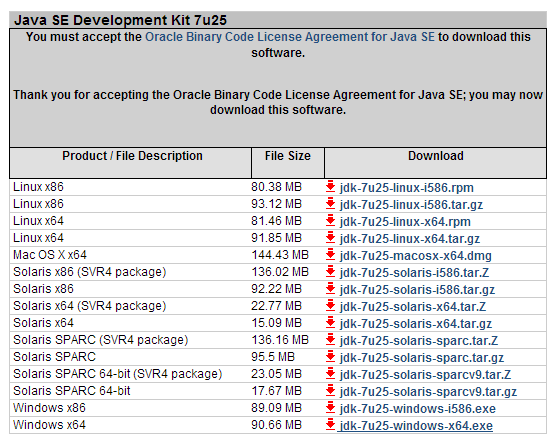 Java SE Development Kit 7u25
You must accept the Oracle Binary Code License Agreement for Java SE to download this
software.
Thank you for accepting the Oracle Binary Code License Agreement for Java SE; you may now
download this software.
Product / File Description File Size Download
Linux x86 80.38 MB jdk-7u25-linux-i586.rpm
Linux x86 93.12 MB jdk-7u25-linux-i586.tar.gz
Linux x64 81.46 MB jdk-7u25-linux-x64.rpm
Linux x64 91.85 MB jdk-7u25-linux-x64.tar.gz
Mac OS X x64 144.43 MB jdk-7u25-macosx-x64.dmg
Solaris x86 (SVR4 package) 136.02 MB jdk-7u25-solaris-i586.tar.Z
Solaris x86 92.22 MB jdk-7u25-solaris-i586.tar.gz
Solaris x64 (SVR4 package) 22.77 MB jdk-7u25-solaris-x64.tar.Z
Solaris x64 15.09 MB jdk-7u25-solaris-x64.tar.gz
Solaris SPARC (SVR4 package) 136.16 MB jdk-7u25-solaris-sparc.tar.Z
Solaris SPARC 95.5 MB jdk-7u25-solaris-sparc.tar.gz
Solaris SPARC 64-bit (SVR4 package) 23.05 MB jdk-7u25-solaris-sparcv9.tar.Z
Solaris SPARC 64-bit 17.67 MB jdk-7u25-solaris-sparcv9.tar.gz
Windows x86 89.09 MB jdk-7u25-windows-i586.exe
Windows x64 90.66 MB jdk-7u25-windows-x64.exe